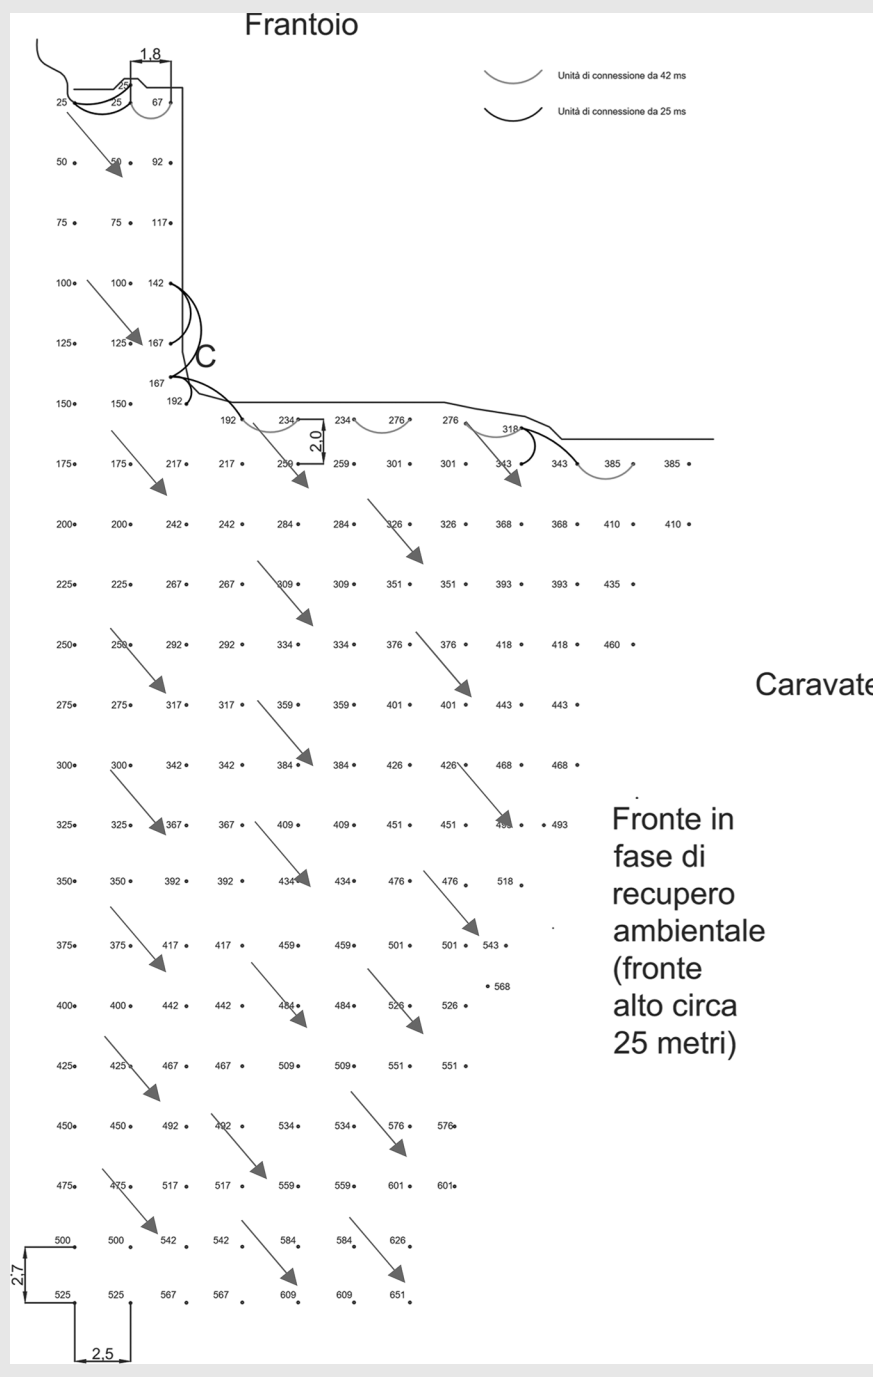 Frantoio
1,8
Unità di connessione da 42 ms
25
25 25 67
Unità di connessione da 25 ms
50 50 92
75 75 117
100 100 142
125 125 167
C
167
150 150 192
192 234 234 276 276 318
2,0
175 175 217 217 259 259 301 301 343 343 385 385
200 200 242 242 284 284 326 326 368 368 410 410
225 225 267 267 309 309 351 351 393 393 435
250 250 292 292 334 334 376 376 418 418 460
Caravate
275 275 317 317 359 359 401 401 443 443
300 300 342 342 384 384 426 426 468 468
325 325 367 367 409 409 451 451 493 493
Fronte in
fase di
recupero
ambientale
(fronte
alto circa
25 metri)
350 350 392 392 434 434 476 476 518
375 375 417 417 459 459 501 501 543
568
400 400 442 442 484 484 526 526
425 425 467 467 509 509 551 551
450 450 492 492 534 534 576 576
475 475 517 517 559 559 601 601
500 500 542 542 584 584 626
2,7
525 525 567 567 609 609 651
2,5